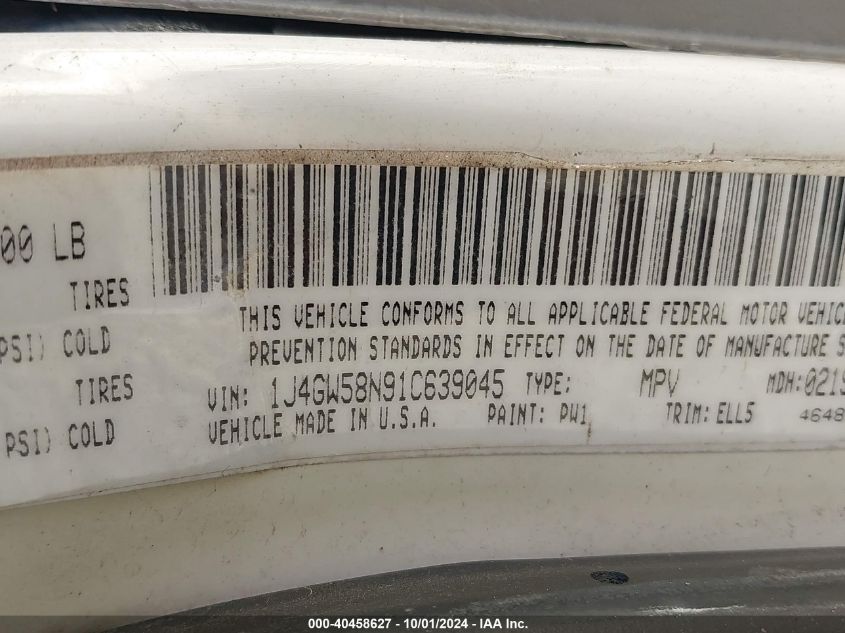 00 LB
TIRES
PSI) COLD
TIRES
PSI) COLD
THIS VEHICLE CONFORMS TO ALL APPLICABLE FEDERAL MOTOR VEHICLE
PREVENTION STANDARDS IN EFFECT ON THE DATE OF MANUFACTURE S
VIN: 1J4GW58N91C639045 TYPE: MPV MDH:0219
VEHICLE MADE IN U.S.A. PAINT: PW1 TRIM: ELL5 4648
000-40458627 - 10/01/2024 - IAA Inc.